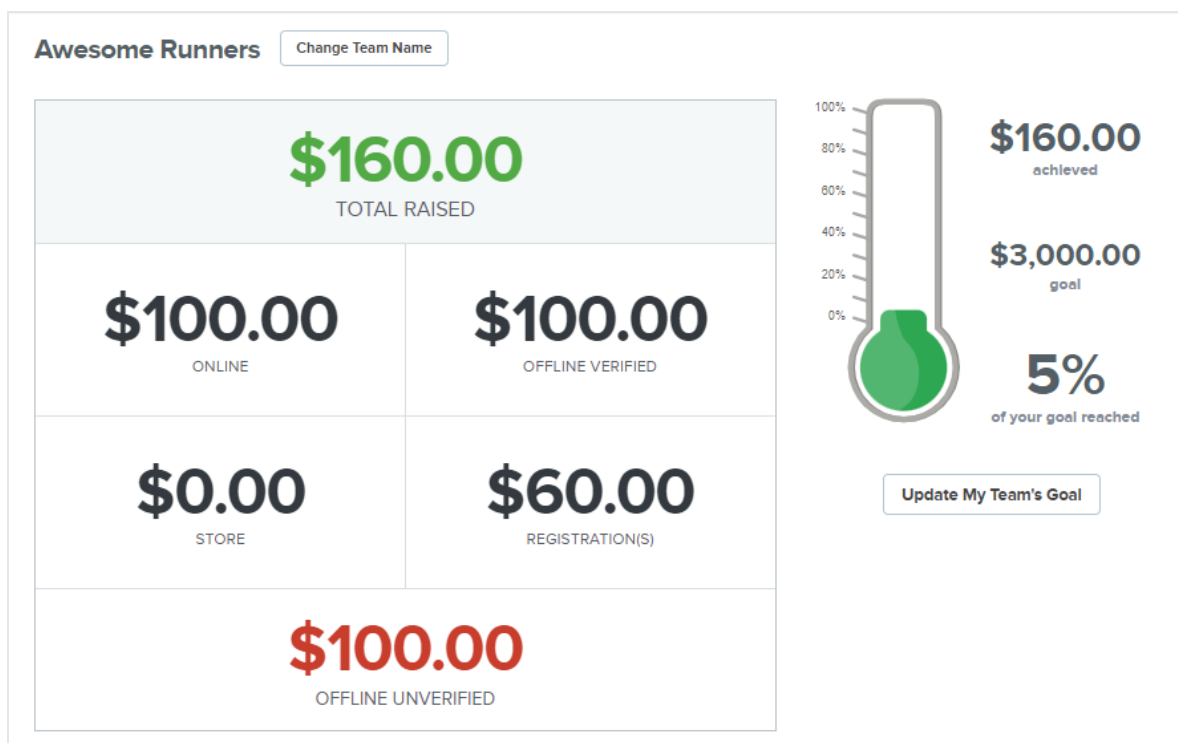 Awesome Runners Change Team Name
$160.00
TOTAL RAISED
$100.00 $100.00
ONLINE OFFLINE VERIFIED
$0.00 $60.00
STORE REGISTRATION(S)
$100.00
OFFLINE UNVERIFIED
100%
80%
60%
40%
20%
0%
$160.00
achieved
$3,000.00
goal
5%
of your goal reached
Update My Team's Goal